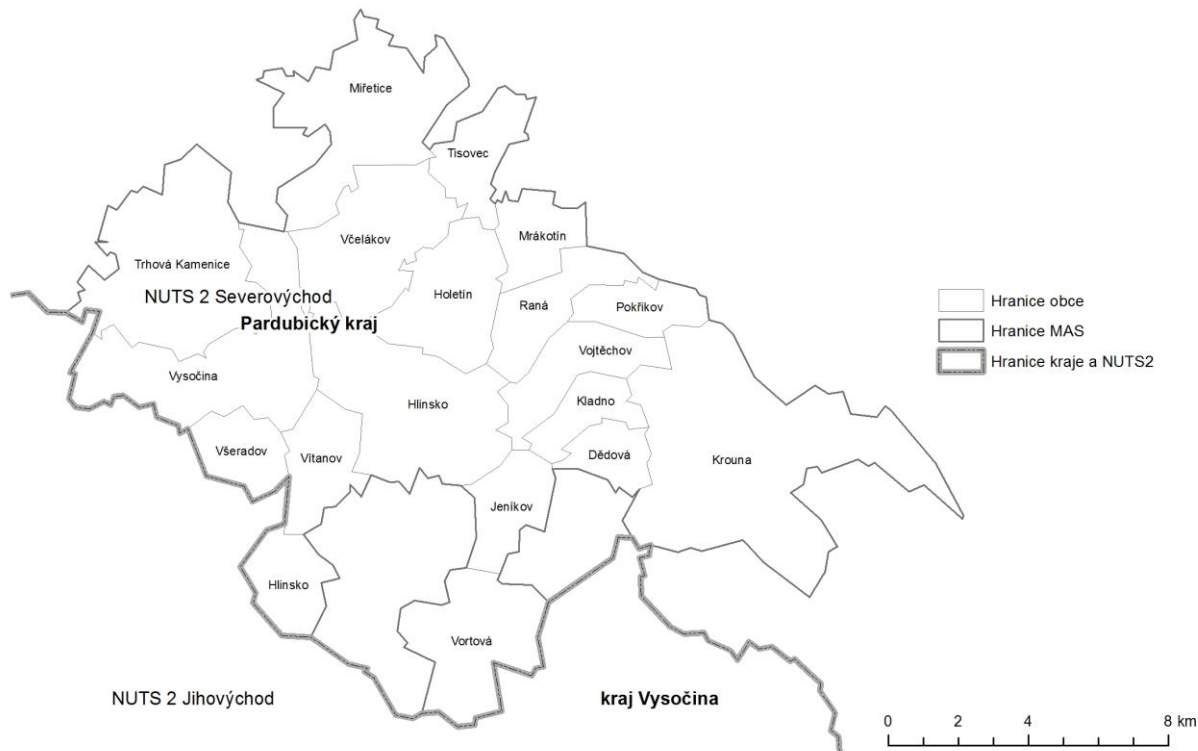 Miřetice
Tisovec
Včelákov
Mrákotín
Trhová Kamenice
Holetín
NUTS 2 Severovýchod
Raná
Pokřikov
Pardubický kraj
Vojtěchov
Vysočina
Hlinsko
Kladno
Všeradov
Vítanov
Dědová
Krouna
Jeníkov
Hlinsko
Vortová
NUTS 2 Jihovýchod
kraj Vysočina
Hranice obce
Hranice MAS
Hranice kraje a NUTS2
0 2 4 8 km